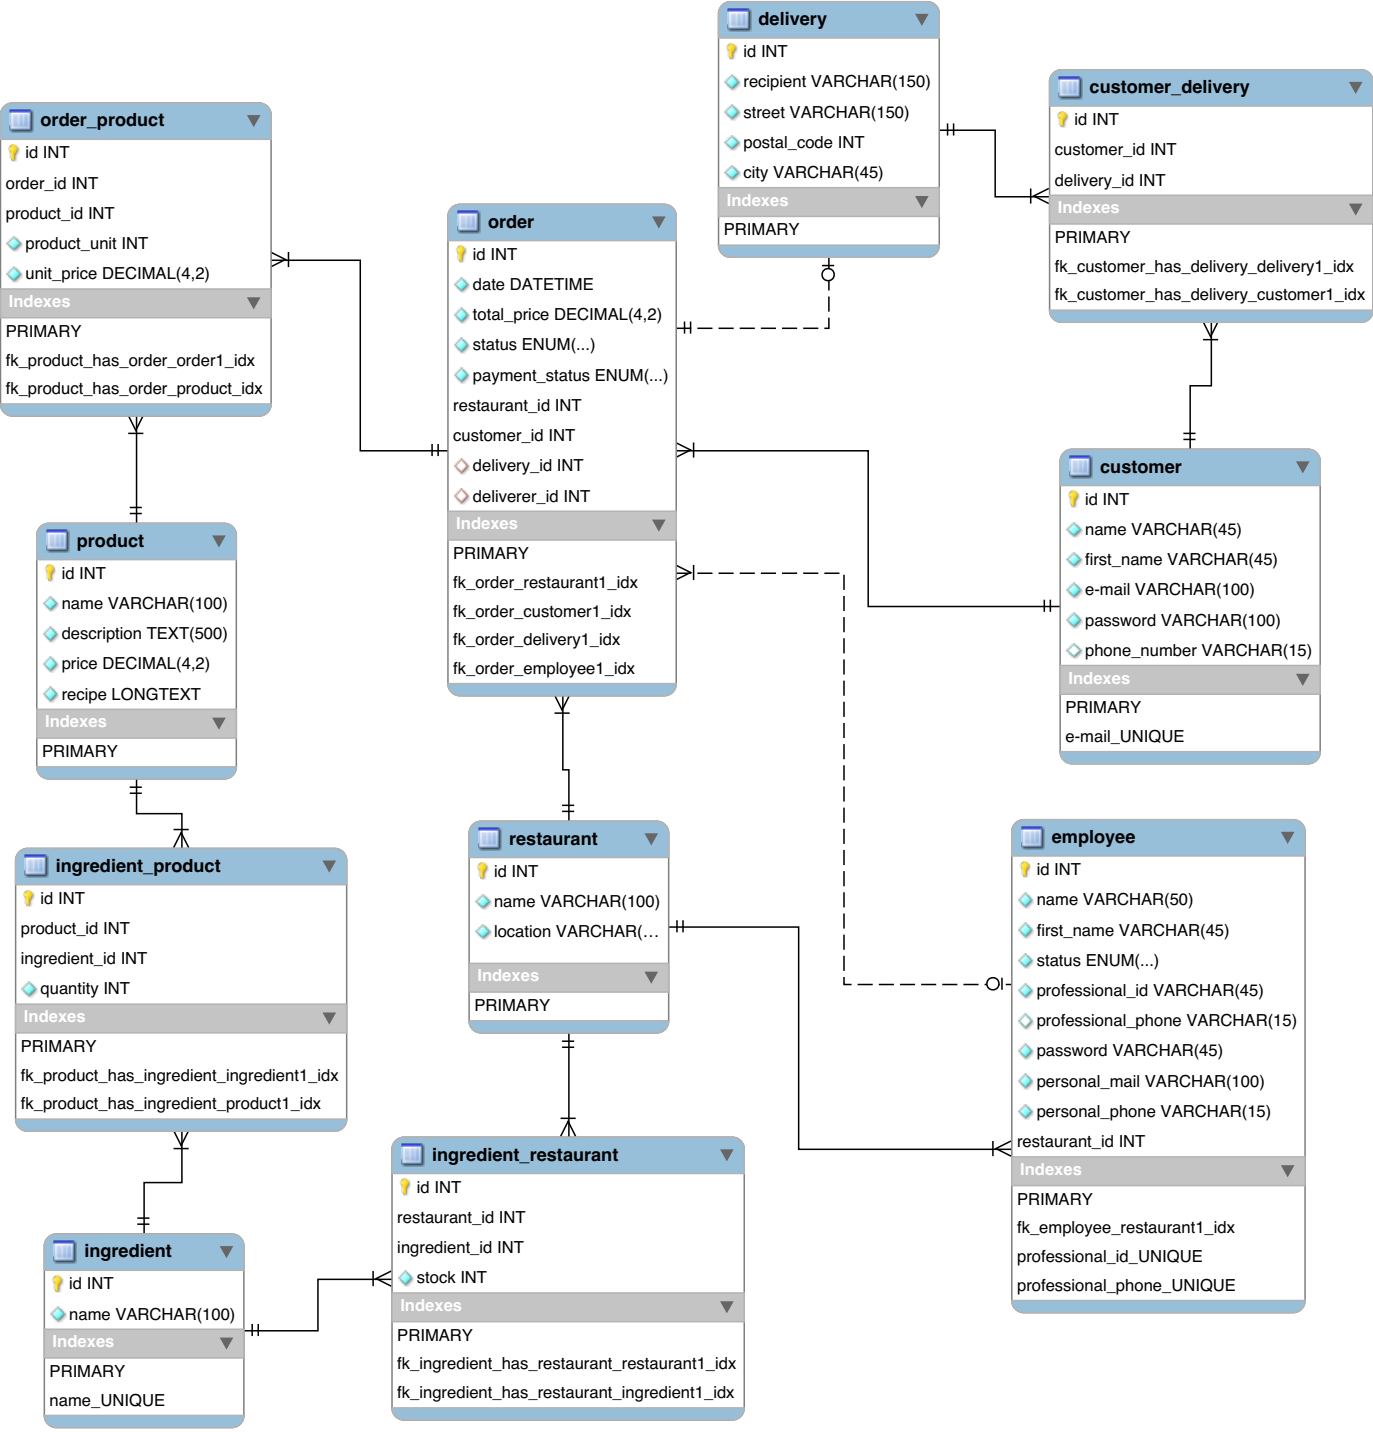 delivery
id INT
recipient VARCHAR(150)
street VARCHAR(150)
postal_code INT
city VARCHAR(45)
Indexes
PRIMARY
customer_delivery
id INT
customer_id INT
delivery_id INT
Indexes
PRIMARY
fk_customer_has_delivery_delivery1_idx
fk_customer_has_delivery_customer1_idx
order_product
id INT
order_id INT
product_id INT
product_unit INT
unit_price DECIMAL(4,2)
Indexes
PRIMARY
fk_product_has_order_order1_idx
fk_product_has_order_product_idx
order
id INT
date DATETIME
total_price DECIMAL(4,2)
status ENUM(...)
payment_status ENUM(...)
restaurant_id INT
customer_id INT
delivery_id INT
deliverer_id INT
Indexes
PRIMARY
fk_order_restaurant1_idx
fk_order_customer1_idx
fk_order_delivery1_idx
fk_order_employee1_idx
customer
id INT
name VARCHAR(45)
first_name VARCHAR(45)
e-mail VARCHAR(100)
password VARCHAR(100)
phone_number VARCHAR(15)
Indexes
PRIMARY
e-mail_UNIQUE
product
id INT
name VARCHAR(100)
description TEXT(500)
price DECIMAL(4,2)
recipe LONGTEXT
Indexes
PRIMARY
restaurant
id INT
name VARCHAR(100)
location VARCHAR(…
Indexes
PRIMARY
employee
id INT
name VARCHAR(50)
first_name VARCHAR(45)
status ENUM(...)
professional_id VARCHAR(45)
professional_phone VARCHAR(15)
password VARCHAR(45)
personal_mail VARCHAR(100)
personal_phone VARCHAR(15)
restaurant_id INT
Indexes
PRIMARY
fk_employee_restaurant1_idx
professional_id_UNIQUE
professional_phone_UNIQUE
ingredient_product
id INT
product_id INT
ingredient_id INT
quantity INT
Indexes
PRIMARY
fk_product_has_ingredient_ingredient1_idx
fk_product_has_ingredient_product1_idx
ingredient_restaurant
id INT
restaurant_id INT
ingredient_id INT
stock INT
Indexes
PRIMARY
fk_ingredient_has_restaurant_restaurant1_idx
fk_ingredient_has_restaurant_ingredient1_idx
ingredient
id INT
name VARCHAR(100)
Indexes
PRIMARY
name_UNIQUE